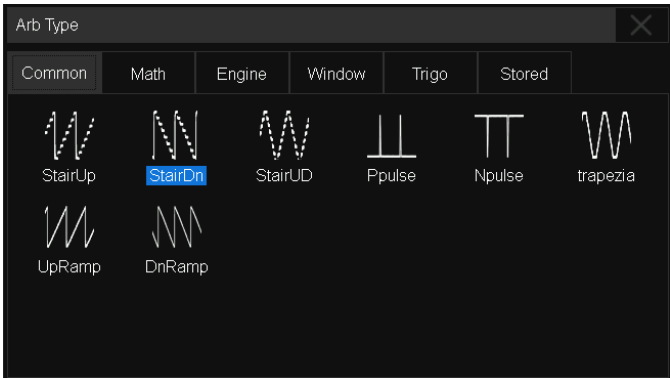 Arb Type
Common Math Engine Window Trigo Stored
StairUp StairDn StairUD Ppulse Npulse trapezia
UpRamp DnRamp